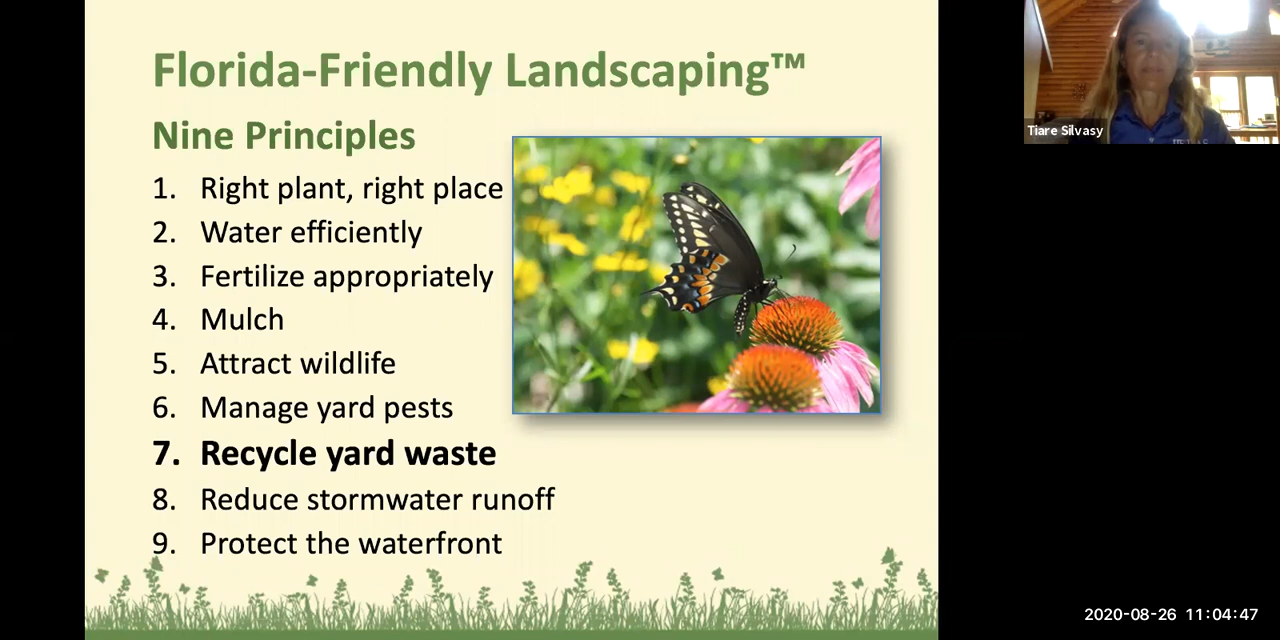 Florida-Friendly Landscaping™
Nine Principles
1. Right plant, right place
2. Water efficiently
3. Fertilize appropriately
4. Mulch
5. Attract wildlife
6. Manage yard pests
7. Recycle yard waste
8. Reduce stormwater runoff
9. Protect the waterfront
Tiare Silvasy
2020-08-26 11:04:47